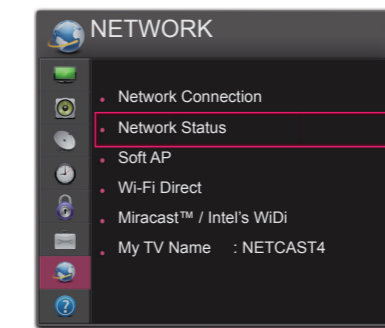 NETWORK
Network Connection
Network Status
Soft AP
Wi-Fi Direct
Miracast™ / Intel's WiDi
My TV Name : NETCAST4
?